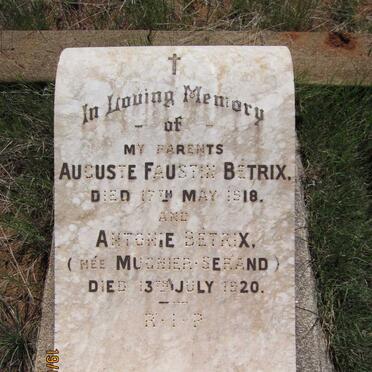 In Loving Memory
- of -
MY PARENTS
AUGUSTE FAUSTIN BETRIX.
DIED 17TH MAY 1918.
AND
ANTONIE BETRIX,
(NÉE MUGNIER-SERAND)
DIED 13TH JULY 1920.
R·I·P